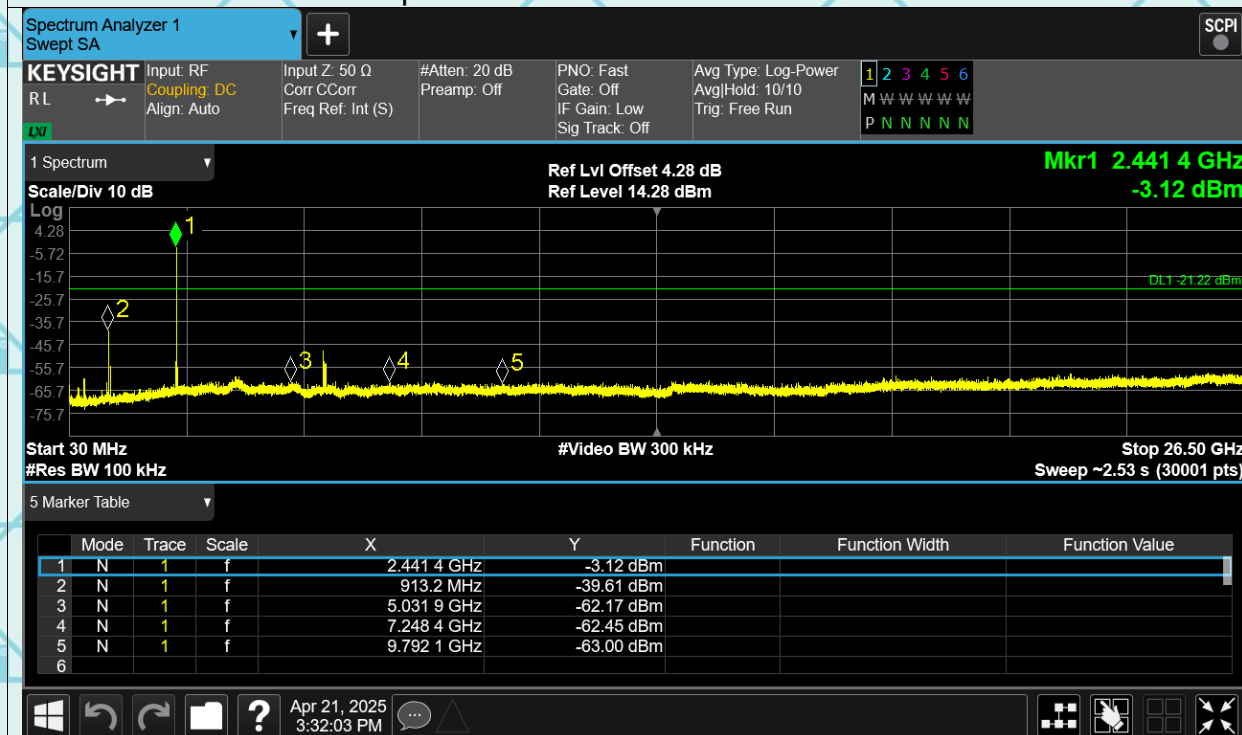 Spectrum Analyzer 1
Swept SA
+
SCPI
KEYSIGHT
RL
LXI
Input: RF
Coupling: DC
Align: Auto
Input Z: 50 Ω
Corr CCorr
Freq Ref: Int (S)
#Atten: 20 dB
Preamp: Off
PNO: Fast
Gate: Off
IF Gain: Low
Sig Track: Off
Avg Type: Log-Power
Avg|Hold: 10/10
Trig: Free Run
1 2 3 4 5 6
M W W W W W
P N N N N N
1 Spectrum
Scale/Div 10 dB
Ref Lvl Offset 4.28 dB
Ref Level 14.28 dBm
Mkr1 2.441 4 GHz
-3.12 dBm
Log
4.28
-5.72
-15.7
-25.7
-35.7
-45.7
-55.7
-65.7
-75.7
1
2
3
4
5
DL1 -21.22 dBm
Start 30 MHz
#Video BW 300 kHz
Stop 26.50 GHz
#Res BW 100 kHz
Sweep ~2.53 s (30001 pts)
5 Marker Table
Mode Trace Scale X Y Function Function Width Function Value
1 N 1 f 2.441 4 GHz -3.12 dBm
2 N 1 f 913.2 MHz -39.61 dBm
3 N 1 f 5.031 9 GHz -62.17 dBm
4 N 1 f 7.248 4 GHz -62.45 dBm
5 N 1 f 9.792 1 GHz -63.00 dBm
6
?
Apr 21, 2025
3:32:03 PM